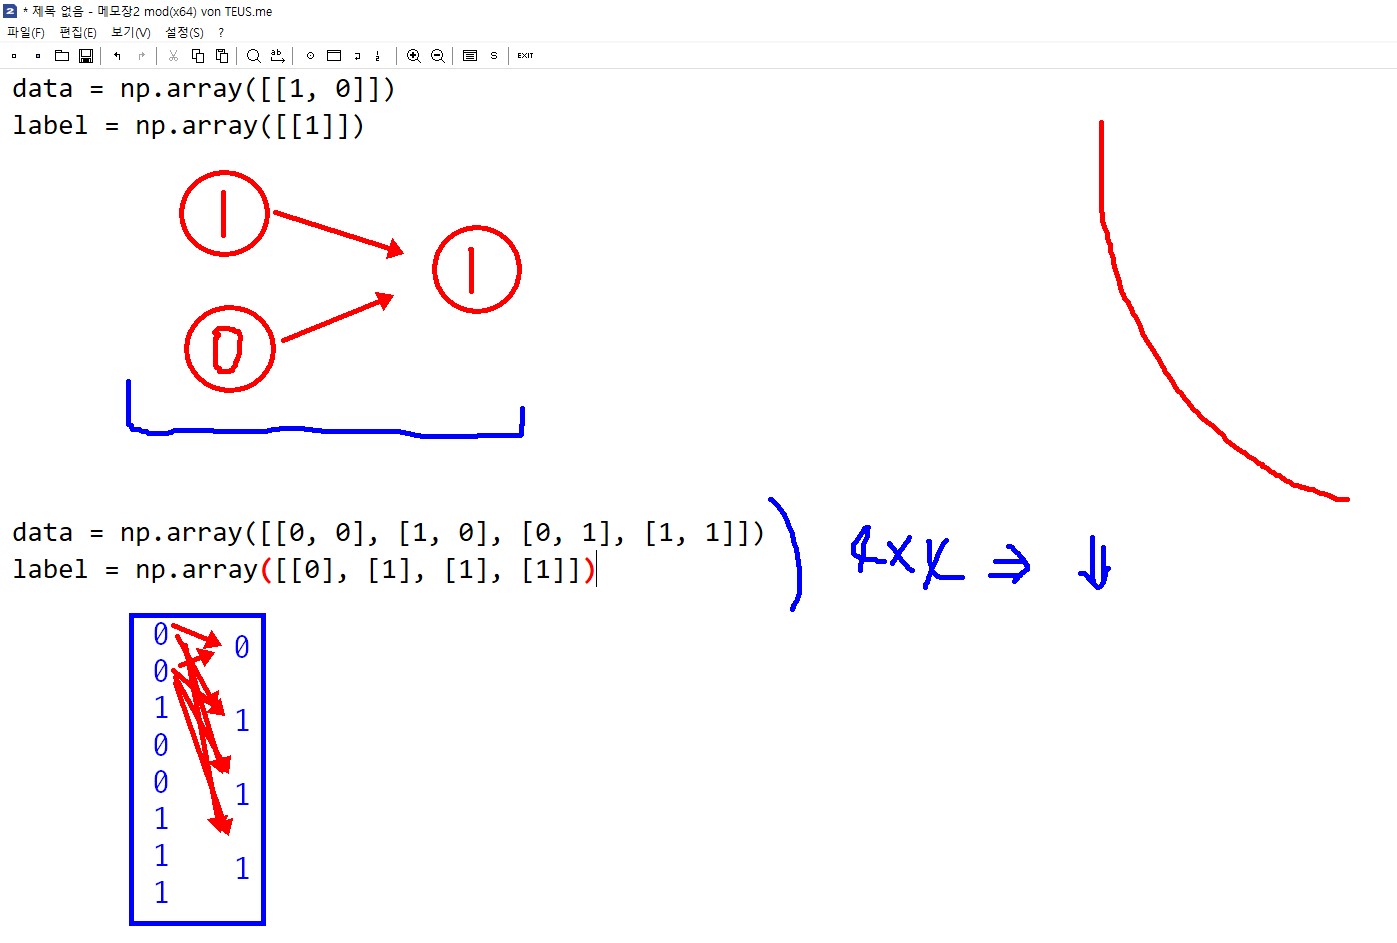 * 제목 없음 - 메모장2 mod(x64) von TEUS.me
파일(F) 편집(E) 보기(V) 설정(S) ?
EXIT
data = np.array([[1, 0]])
label = np.array([[1]])
1
1
0
data = np.array([[0, 0], [1, 0], [0, 1], [1, 1]])
label = np.array([[0], [1], [1], [1]])
0
0
0
1
1
0
0
1
1
1
1
1